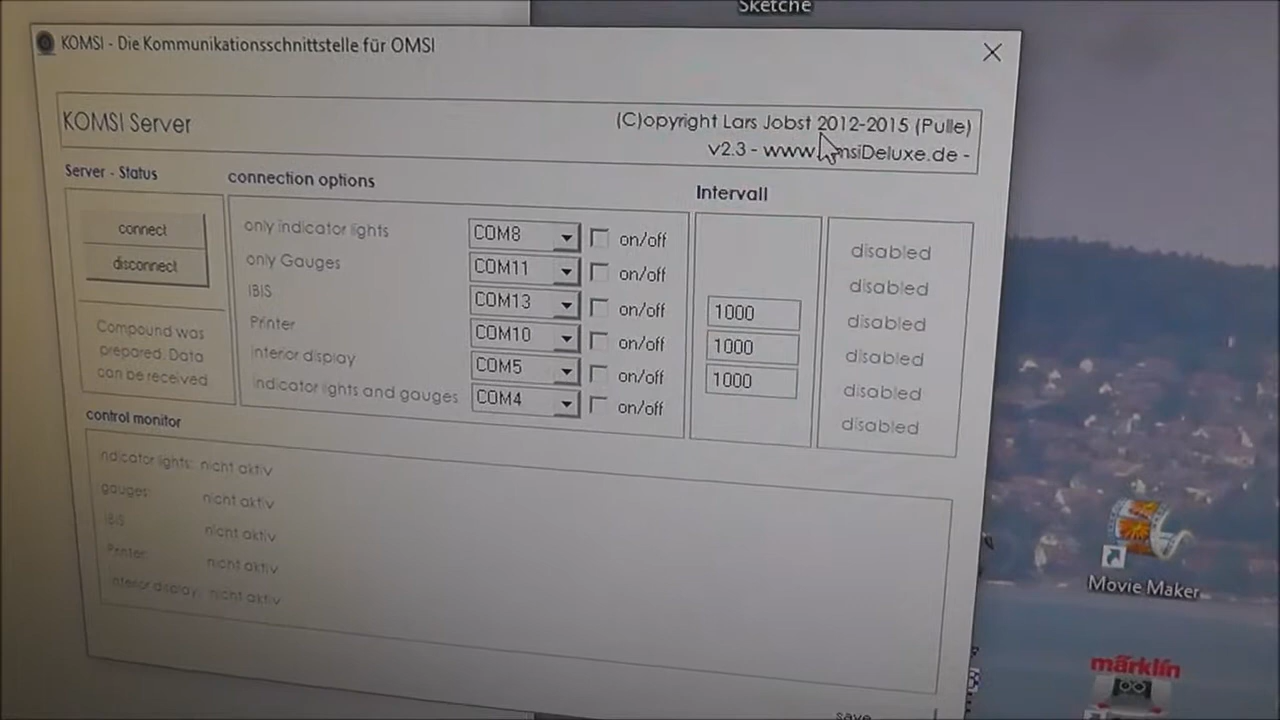 Sketche
KOMSI - Die Kommunikationsschnittstelle für OMSI
KOMSI Server
(C)opyright Lars Jobst 2012-2015 (Pulle)
v2.3 - www. msiDeluxe.de -
Server - Status
connection options
Intervall
connect
disconnect
Compound was
prepared. Data
can be received
only indicator lights COM8 on/off disabled
only Gauges COM11 on/off disabled
IBIS COM13 on/off 1000 disabled
Printer COM10 on/off 1000 disabled
interior display COM5 on/off 1000 disabled
indicator lights and gauges COM4 on/off disabled
control monitor
indicator lights: nicht aktiv
gauges: nicht aktiv
IBIS nicht aktiv
Printer: nicht aktiv
interior display: nicht aktiv
save
Movie Maker
märklin